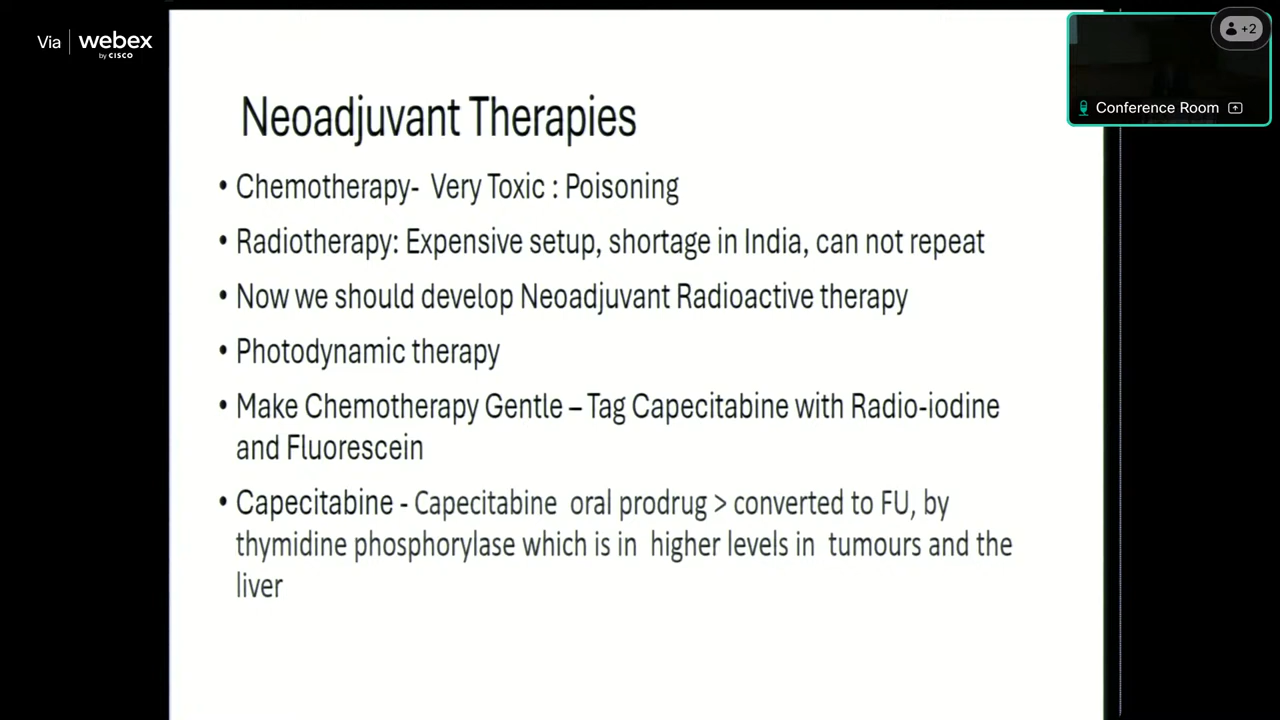 Via webex
by CISCO
+2
Conference Room
Neoadjuvant Therapies
• Chemotherapy- Very Toxic : Poisoning
• Radiotherapy: Expensive setup, shortage in India, can not repeat
• Now we should develop Neoadjuvant Radioactive therapy
• Photodynamic therapy
• Make Chemotherapy Gentle – Tag Capecitabine with Radio-iodine
and Fluorescein
• Capecitabine - Capecitabine oral prodrug > converted to FU, by
thymidine phosphorylase which is in higher levels in tumours and the
liver